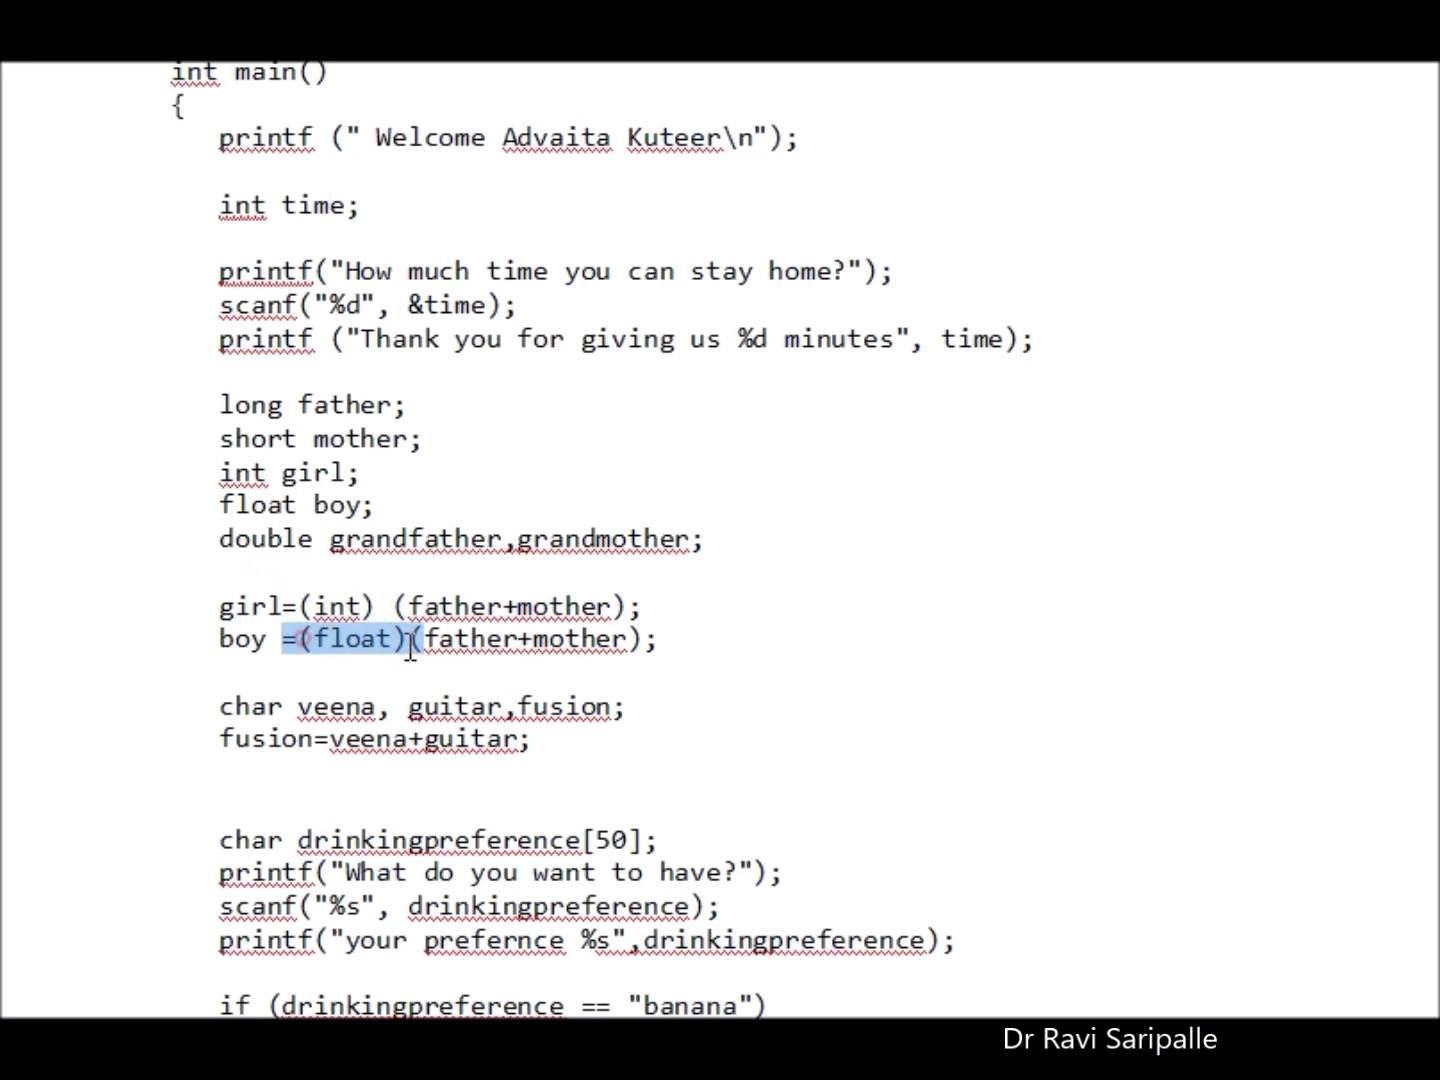 int main()
{
printf (" Welcome Advaita Kuteer\n");
int time;
printf("How much time you can stay home?");
scanf("%d", &time);
printf ("Thank you for giving us %d minutes", time);
long father;
short mother;
int girl;
float boy;
double grandfather,grandmother;
girl=(int) (father+mother);
boy =(float)(father+mother);
char veena, guitar,fusion;
fusion=veena+guitar;
char drinkingpreference[50];
printf("What do you want to have?");
scanf("%s", drinkingpreference);
printf("your prefernce %s",drinkingpreference);
if (drinkingpreference == "banana")
Dr Ravi Saripalle